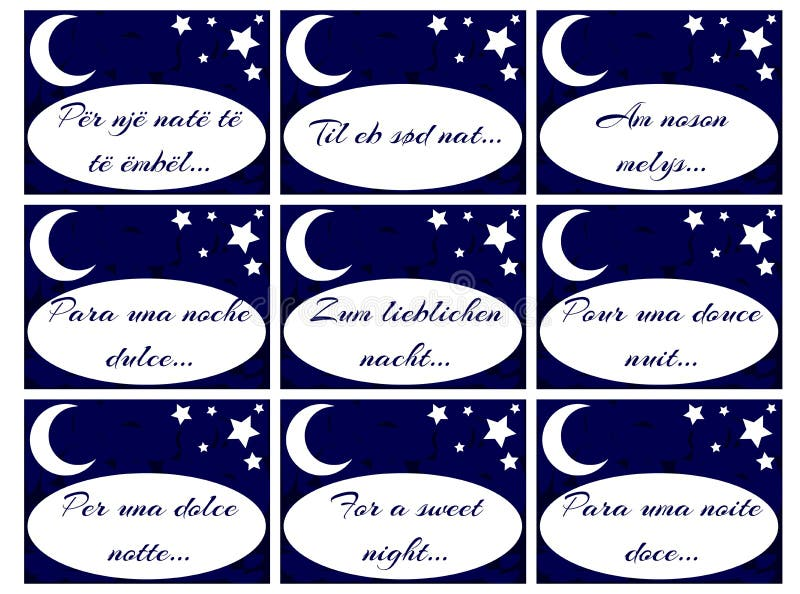 Për një natë të
të ëmbël...
Til eb sød nat...
Am noson
melys...
Para una noche
dulce...
Zum lieblichen
nacht...
Pour una douce
nuit...
Per una dolce
notte...
For a sweet
night...
Para uma noite
doce...